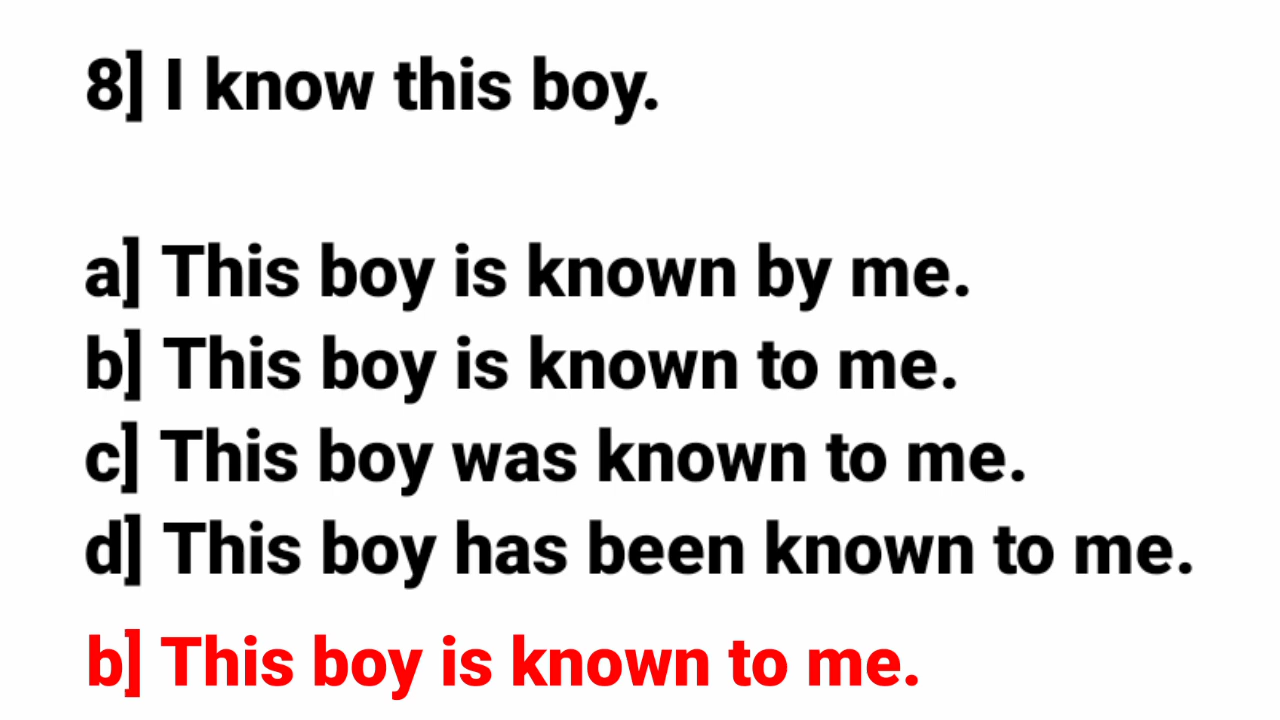 8] I know this boy.
a] This boy is known by me.
b] This boy is known to me.
c] This boy was known to me.
d] This boy has been known to me.
b] This boy is known to me.